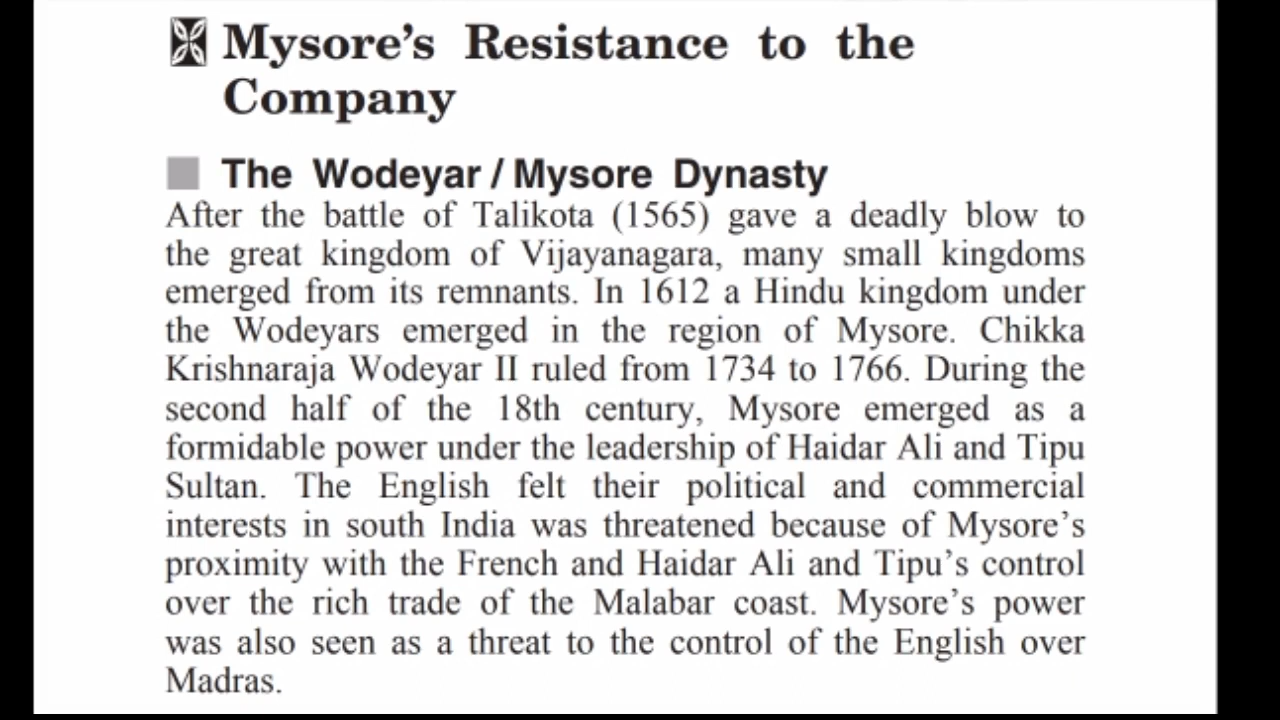 Mysore's Resistance to the
Company
The Wodeyar / Mysore Dynasty
After the battle of Talikota (1565) gave a deadly blow to
the great kingdom of Vijayanagara, many small kingdoms
emerged from its remnants. In 1612 a Hindu kingdom under
the Wodeyars emerged in the region of Mysore. Chikka
Krishnaraja Wodeyar II ruled from 1734 to 1766. During the
second half of the 18th century, Mysore emerged as a
formidable power under the leadership of Haidar Ali and Tipu
Sultan. The English felt their political and commercial
interests in south India was threatened because of Mysore's
proximity with the French and Haidar Ali and Tipu's control
over the rich trade of the Malabar coast. Mysore's power
was also seen as a threat to the control of the English over
Madras.